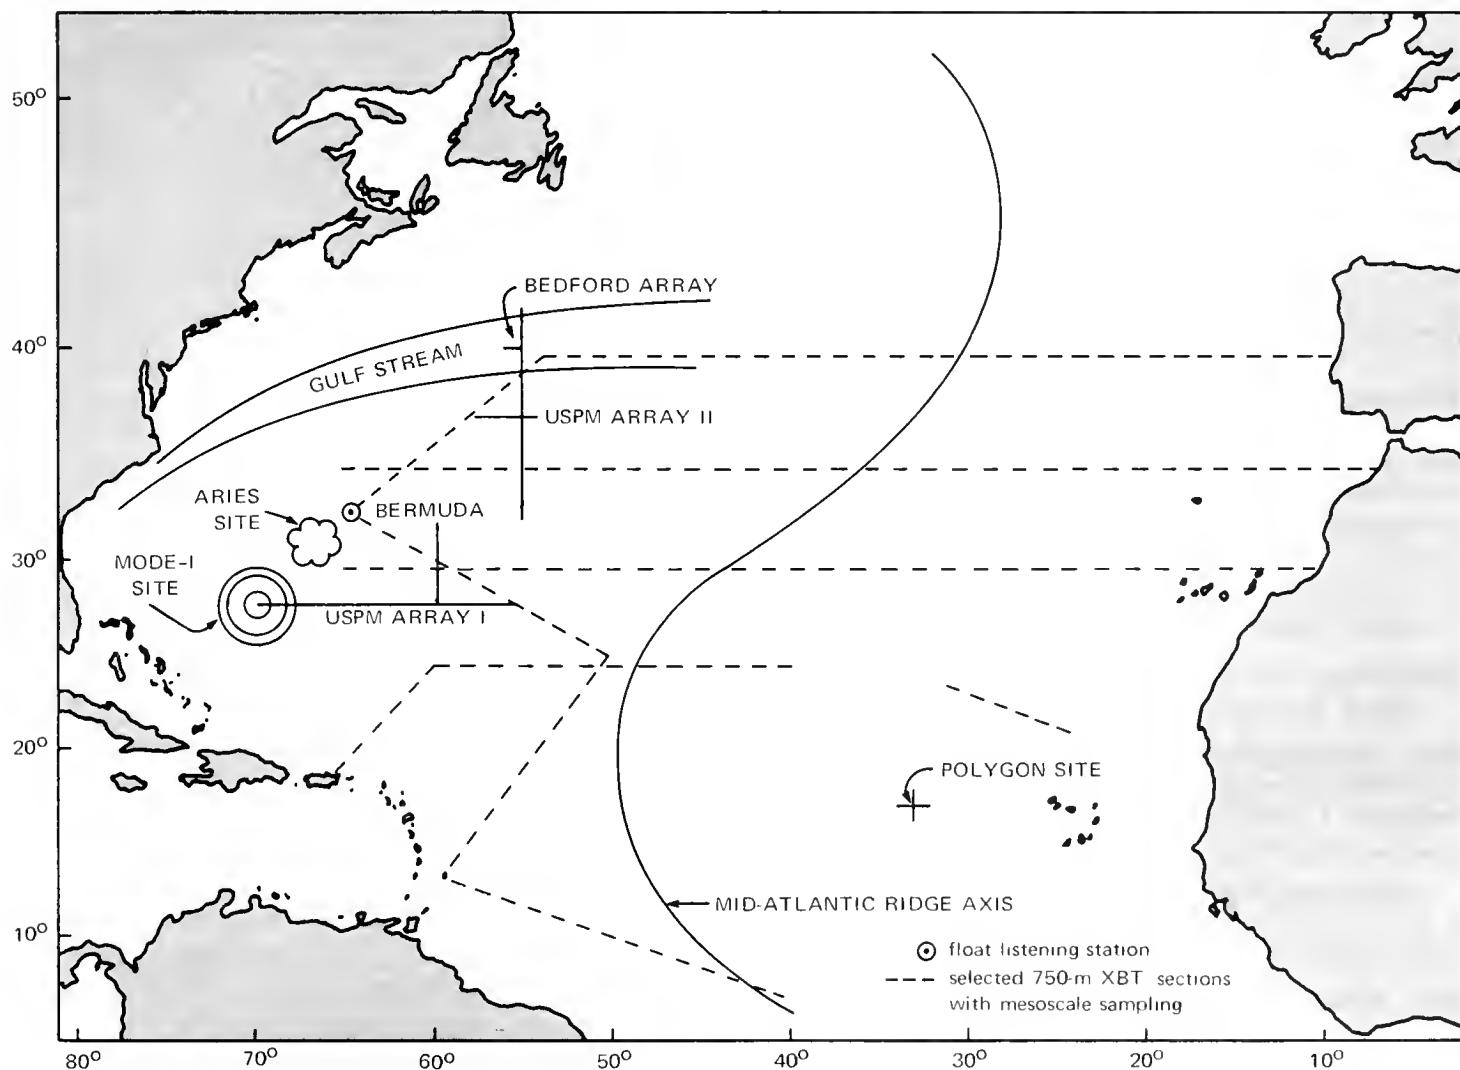 50°
40°
30°
20°
10°
BEDFORD ARRAY
GULF STREAM
USPM ARRAY II
ARIES
SITE
BERMUDA
MODE-I
SITE
USPM ARRAY I
POLYGON SITE
MID-ATLANTIC RIDGE AXIS
float listening station
selected 750-m XBT sections
with mesoscale sampling
80°
70°
60°
50°
40°
30°
20°
10°